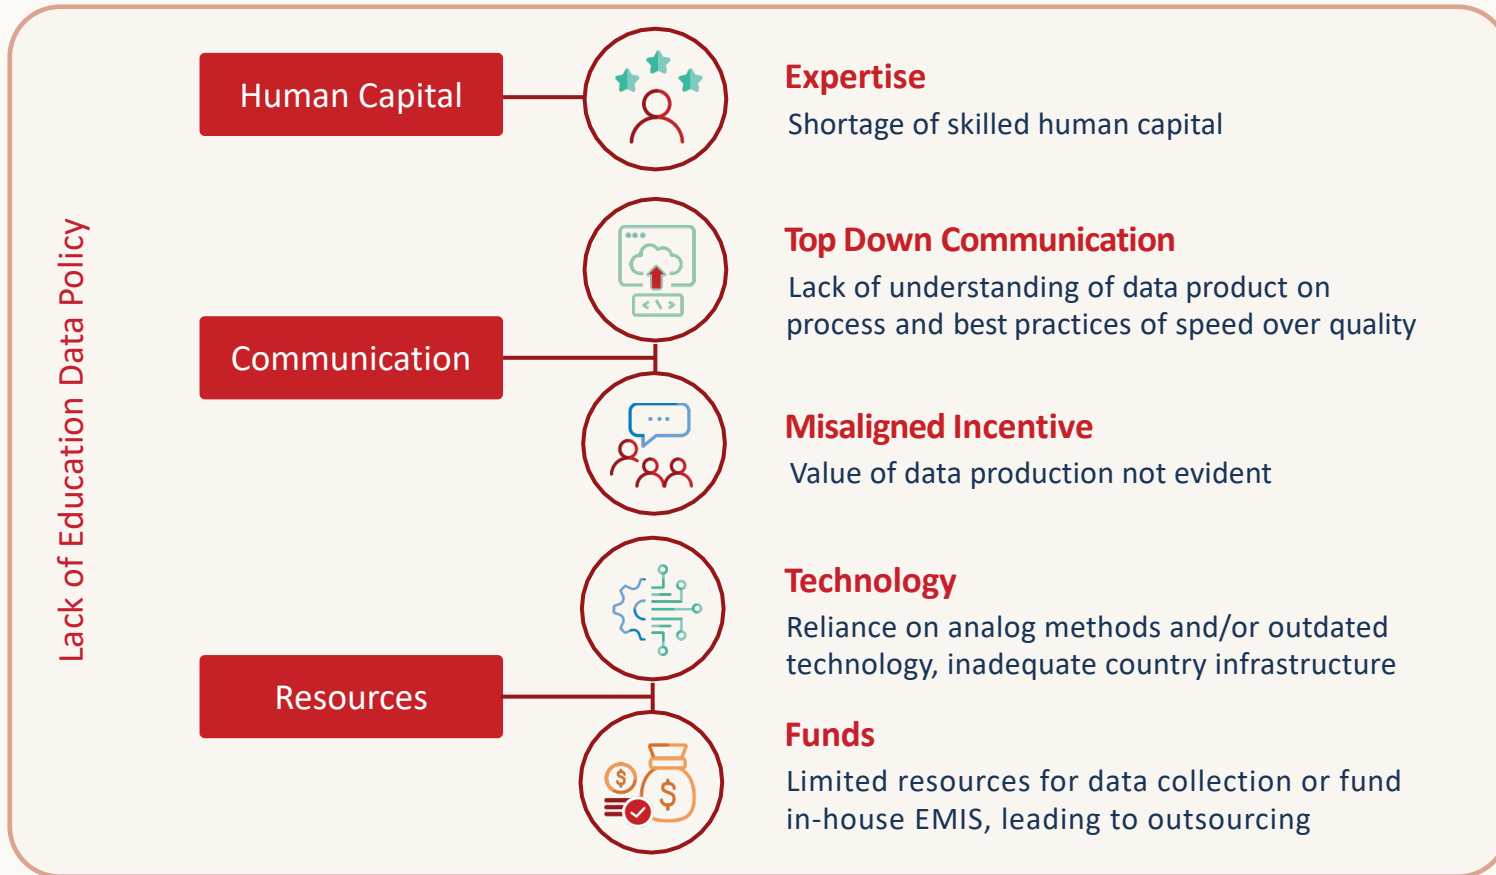 Lack of Education Data Policy
Human Capital
Expertise
Shortage of skilled human capital
Communication
Top Down Communication
Lack of understanding of data product on
process and best practices of speed over quality
Misaligned Incentive
Value of data production not evident
Resources
Technology
Reliance on analog methods and/or outdated
technology, inadequate country infrastructure
Funds
Limited resources for data collection or fund
in-house EMIS, leading to outsourcing